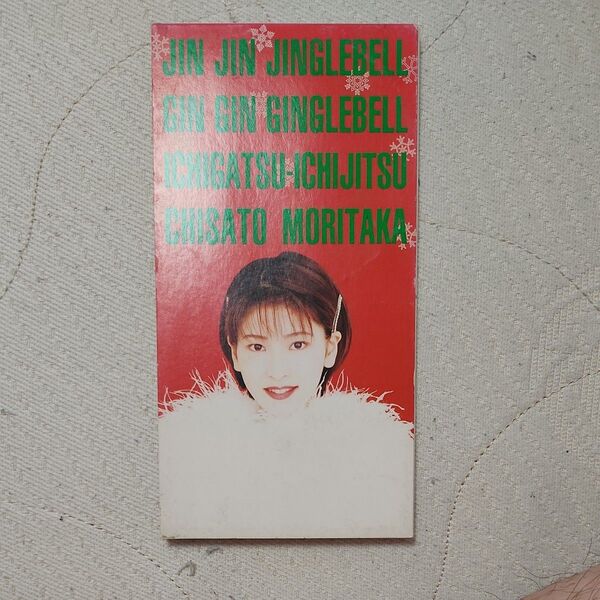 JIN JIN JINGLEBELL
GIN GIN GINGLEBELL
ICHIGATSU-ICHIJITSU
CHISATO MORITAKA